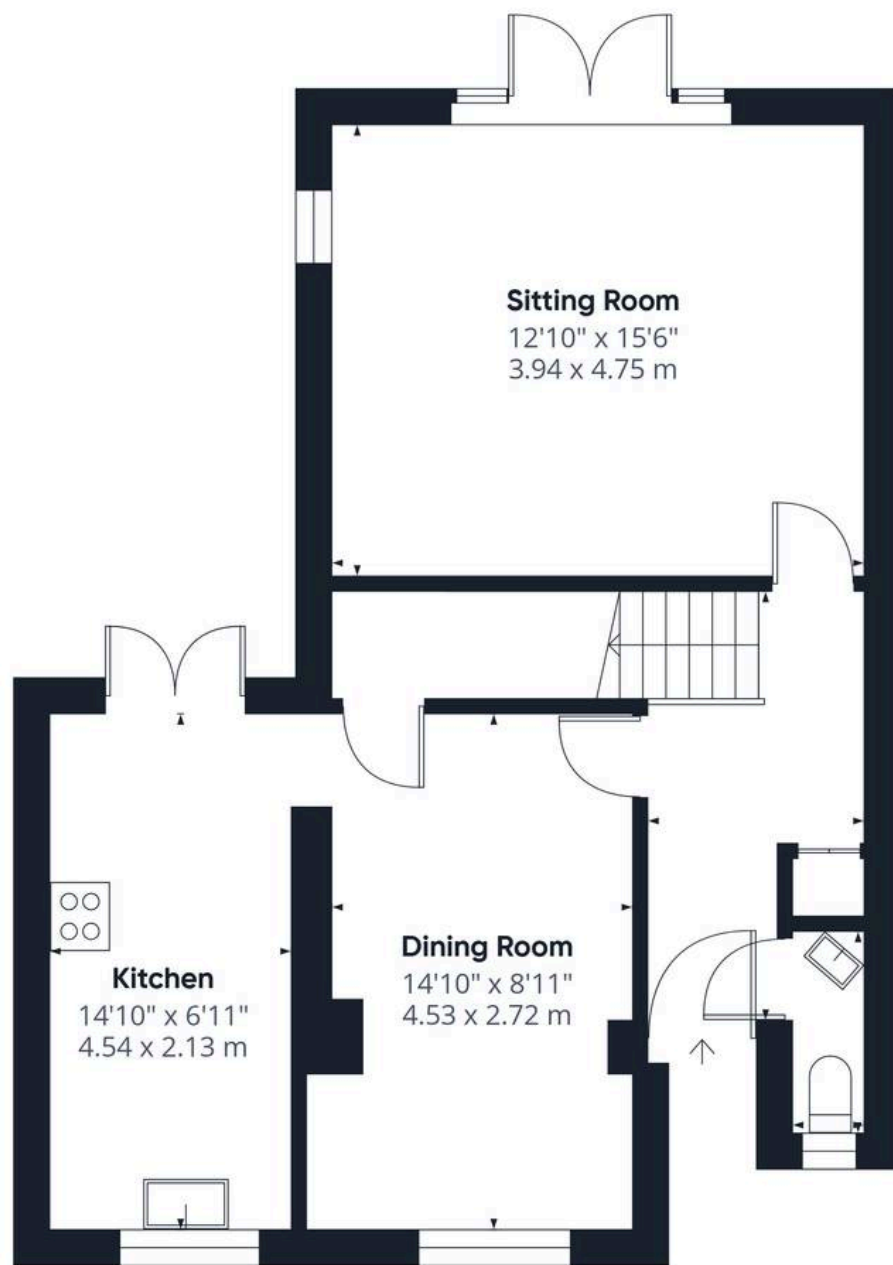 Sitting Room
12'10" x 15'6"
3.94 x 4.75 m
Kitchen
14'10" x 6'11"
4.54 x 2.13 m
Dining Room
14'10" x 8'11"
4.53 x 2.72 m